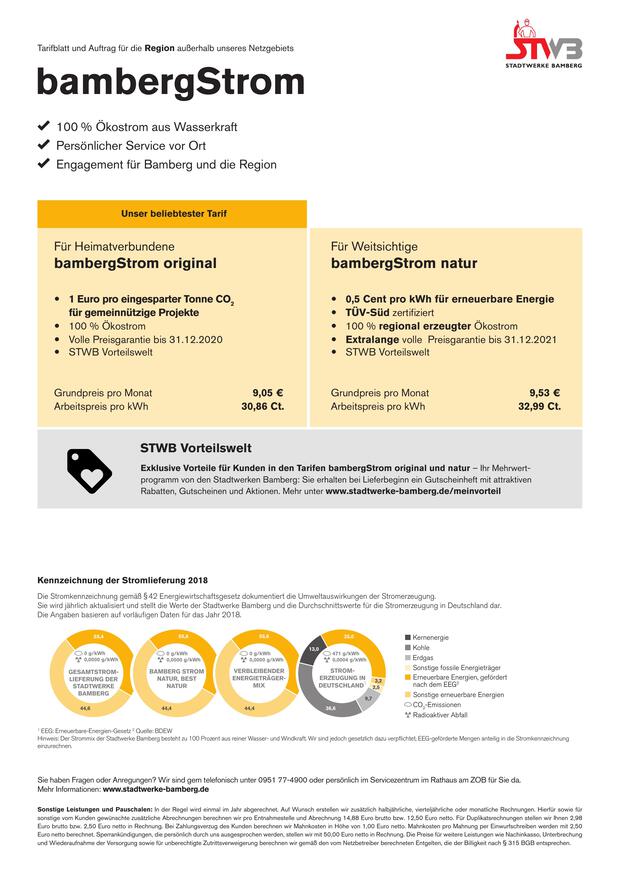 Tarifblatt und Auftrag für die Region außerhalb unseres Netzgebiets
STWB
STADTWERKE BAMBERG
bambergStrom
100 % Ökostrom aus Wasserkraft
Persönlicher Service vor Ort
Engagement für Bamberg und die Region
Unser beliebtester Tarif
Für Heimatverbundene
bambergStrom original
• 1 Euro pro eingesparter Tonne CO2
für gemeinnützige Projekte
• 100 % Ökostrom
• Volle Preisgarantie bis 31.12.2020
• STWB Vorteilswelt
Grundpreis pro Monat 9,05 €
Arbeitspreis pro kWh 30,86 Ct.
Für Weitsichtige
bambergStrom natur
• 0,5 Cent pro kWh für erneuerbare Energie
• TÜV-Süd zertifiziert
• 100 % regional erzeugter Ökostrom
• Extralange volle Preisgarantie bis 31.12.2021
• STWB Vorteilswelt
Grundpreis pro Monat 9,53 €
Arbeitspreis pro kWh 32,99 Ct.
STWB Vorteilswelt
Exklusive Vorteile für Kunden in den Tarifen bambergStrom original und natur – Ihr Mehrwert-
programm von den Stadtwerken Bamberg: Sie erhalten bei Lieferbeginn ein Gutscheinheft mit attraktiven
Rabatten, Gutscheinen und Aktionen. Mehr unter www.stadtwerke-bamberg.de/meinvorteil
Kennzeichnung der Stromlieferung 2018
Die Stromkennzeichnung gemäß § 42 Energiewirtschaftsgesetz dokumentiert die Umweltauswirkungen der Stromerzeugung.
Sie wird jährlich aktualisiert und stellt die Werte der Stadtwerke Bamberg und die Durchschnittswerte für die Stromerzeugung in Deutschland dar.
Die Angaben basieren auf vorläufigen Daten für das Jahr 2018.
0 g/kWh
0,0000 g/kWh
GESAMTSTROM-
LIEFERUNG DER
STADTWERKE
BAMBERG
44,6
0 g/kWh
0,0000 g/kWh
BAMBERG STROM
NATUR, BEST
NATUR
44,4
0 g/kWh
0,0000 g/kWh
VERBLEIBENDER
ENERGIETRÄGER-
MIX
44,4
13,0
471 g/kWh
0,0004 g/kWh
STROM-
ERZEUGUNG IN
DEUTSCHLAND
3,2
9,7
Kernenergie
Kohle
Erdgas
Sonstige fossile Energieträger
Erneuerbare Energien, gefördert
nach dem EEG¹
Sonstige erneuerbare Energien
CO2-Emissionen
Radioaktiver Abfall
¹ EEG: Erneuerbare-Energien-Gesetz ² Quelle: BDEW
Hinweis: Der Strommix der Stadtwerke Bamberg besteht zu 100 Prozent aus reiner Wasser- und Windkraft. Wir sind jedoch gesetzlich dazu verpflichtet, EEG-geförderte Mengen anteilig in die Stromkennzeichnung
einzurechnen.
Sie haben Fragen oder Anregungen? Wir sind gern telefonisch unter 0951 77-4900 oder persönlich im Servicezentrum im Rathaus am ZOB für Sie da.
Mehr Informationen: www.stadtwerke-bamberg.de
Sonstige Leistungen und Pauschalen: In der Regel wird einmal im Jahr abgerechnet. Auf Wunsch erstellen wir zusätzlich halbjährliche, vierteljährliche oder monatliche Rechnungen. Hierfür sowie für
sonstige vom Kunden gewünschte zusätzliche Abrechnungen berechnen wir pro Entnahmestelle und Abrechnung 14,88 Euro brutto bzw. 12,50 Euro netto. Für Duplikatsrechnungen stellen wir Ihnen 2,98
Euro brutto bzw. 2,50 Euro netto in Rechnung. Bei Zahlungsverzug des Kunden berechnen wir Mahnkosten in Höhe von 1,00 Euro netto. Mahnkosten pro Mahnung per Einwurfschreiben werden mit 2,50
Euro netto berechnet. Sperrankündigungen, die persönlich durch uns ausgesprochen werden, stellen wir mit 50,00 Euro netto in Rechnung. Die Preise für weitere Leistungen wie Nachinkasso, Unterbrechung
und Wiederaufnahme der Versorgung sowie für unberechtigte Zutrittsverweigerung berechnen wir gemäß den vom Netzbetreiber berechneten Entgelten, die der Billigkeit nach § 315 BGB entsprechen.